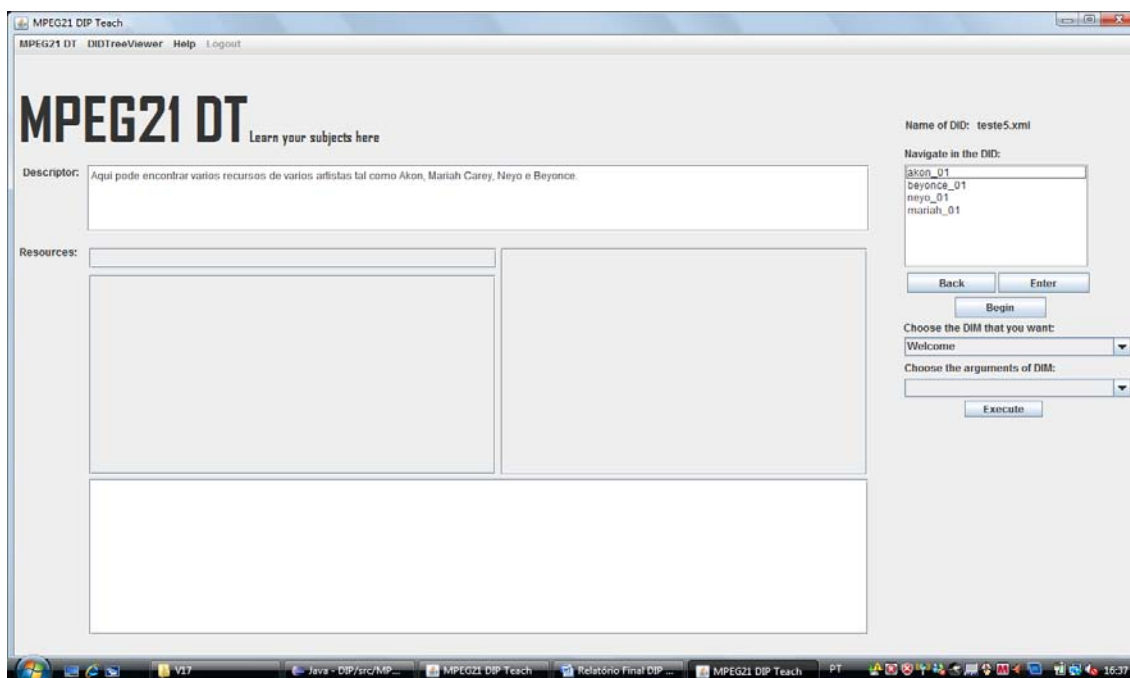 MPEG21 DIP Teach
MPEG21 DT DIDTreeViewer Help Logout
MPEG21 DT Learn your subjects here
Name of DID: teste5.xml
Navigate in the DID:
Descriptor:
Aqui pode encontrar varios recursos de varios artistas tal como Akon, Mariah Carey, Neyo e Beyonce.
akon_01
beyonce_01
neyo_01
mariah_01
Resources:
Back Enter
Begin
Choose the DIM that you want:
Welcome
Choose the arguments of DIM:
Execute
V17 Java - DIP/src/MP... MPEG21 DIP Teach Relatório Final DIP ... MPEG21 DIP Teach PT 16:37